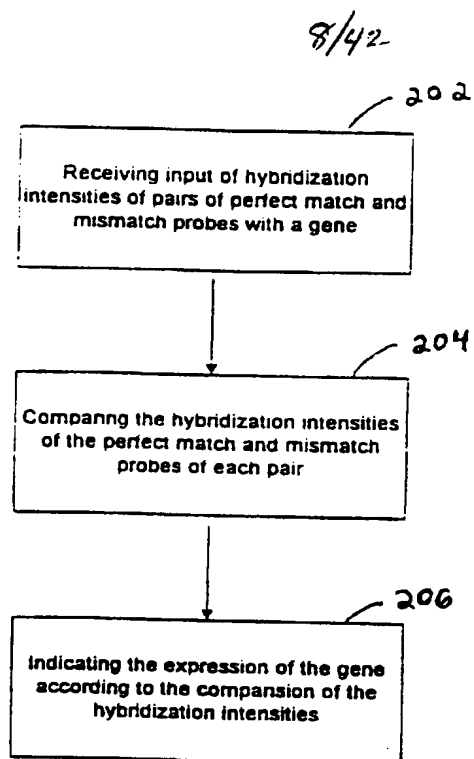 8/42
202
Receiving input of hybridization
intensities of pairs of perfect match and
mismatch probes with a gene
204
Comparing the hybridization intensities
of the perfect match and mismatch
probes of each pair
206
Indicating the expression of the gene
according to the comparision of the
hybridization intensities